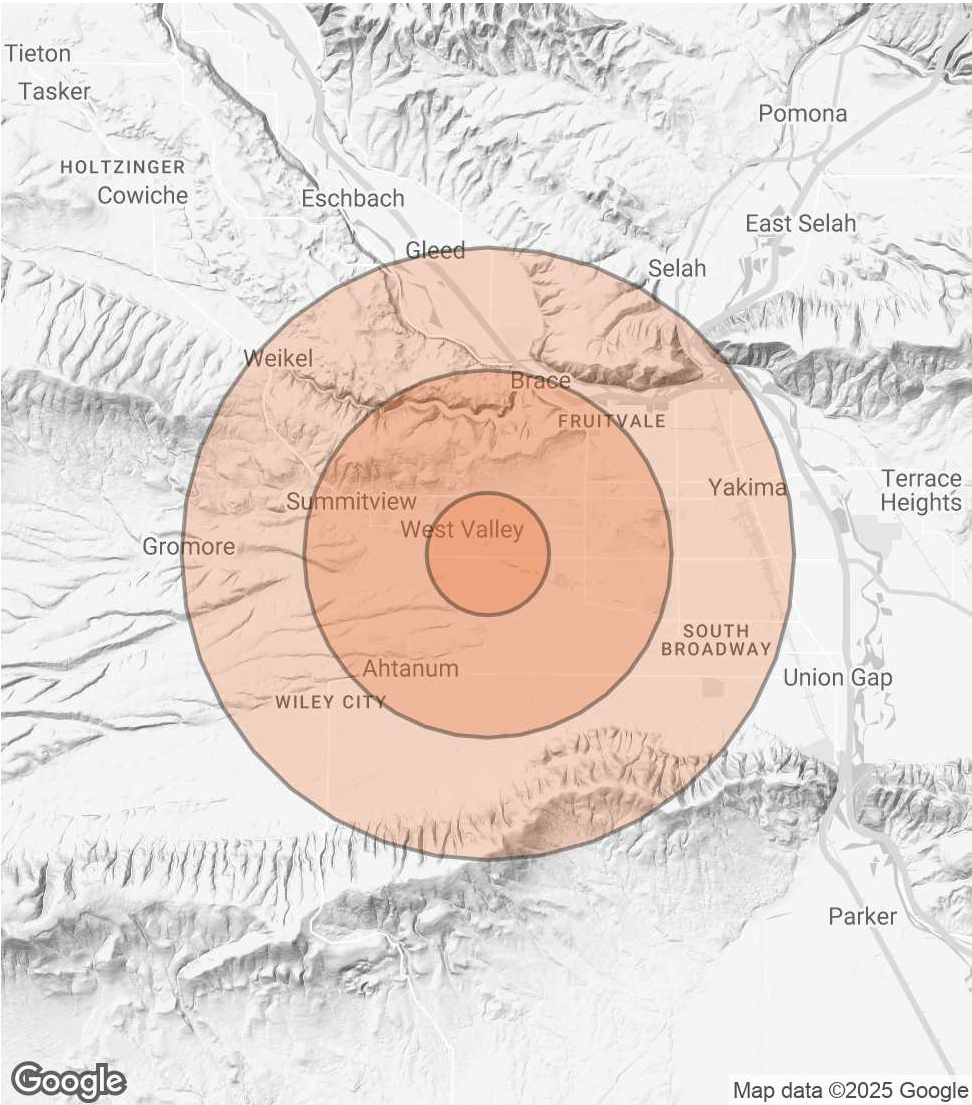 Tieton
Tasker
Pomona
HOLTZINGER
Cowiche
Eschbach
East Selah
Gleed
Selah
Weikel
Brace
FRUITVALE
Terrace
Heights
Yakima
Summitview
West Valley
Gromore
SOUTH
BROADWAY
Ahtanum
Union Gap
WILEY CITY
Parker
Google
Map data ©2025 Google